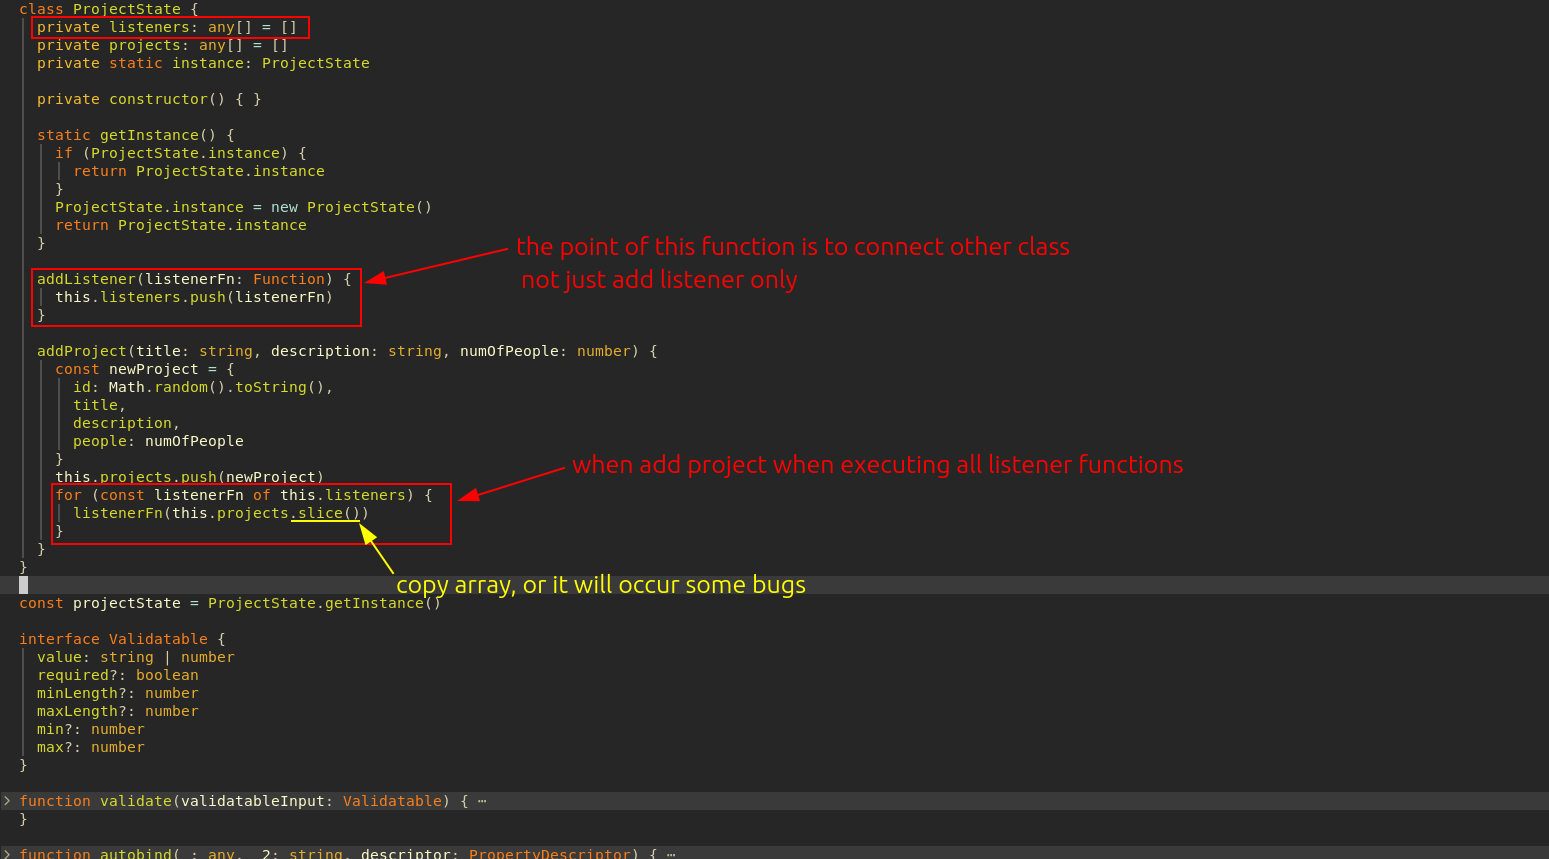 class ProjectState {
private listeners: any[] = []
private projects: any[] = []
private static instance: ProjectState
private constructor() { }
static getInstance() {
if (ProjectState.instance) {
return ProjectState.instance
}
ProjectState.instance = new ProjectState()
return ProjectState.instance
}
the point of this function is to connect other class
not just add listener only
addListener(listenerFn: Function) {
this.listeners.push(listenerFn)
}
addProject(title: string, description: string, numOfPeople: number) {
const newProject = {
id: Math.random().toString(),
title,
description,
people: numOfPeople
}
when add project when executing all listener functions
this.projects.push(newProject)
for (const listenerFn of this.listeners) {
listenerFn(this.projects.slice())
}
}
}
copy array, or it will occur some bugs
const projectState = ProjectState.getInstance()
interface Validatable {
value: string | number
required?: boolean
minLength?: number
maxLength?: number
min?: number
max?: number
}
function validate(validatableInput: Validatable) { ⋯
}
function autobind(_: any, _2: string, descriptor: PropertyDescriptor) { ⋯